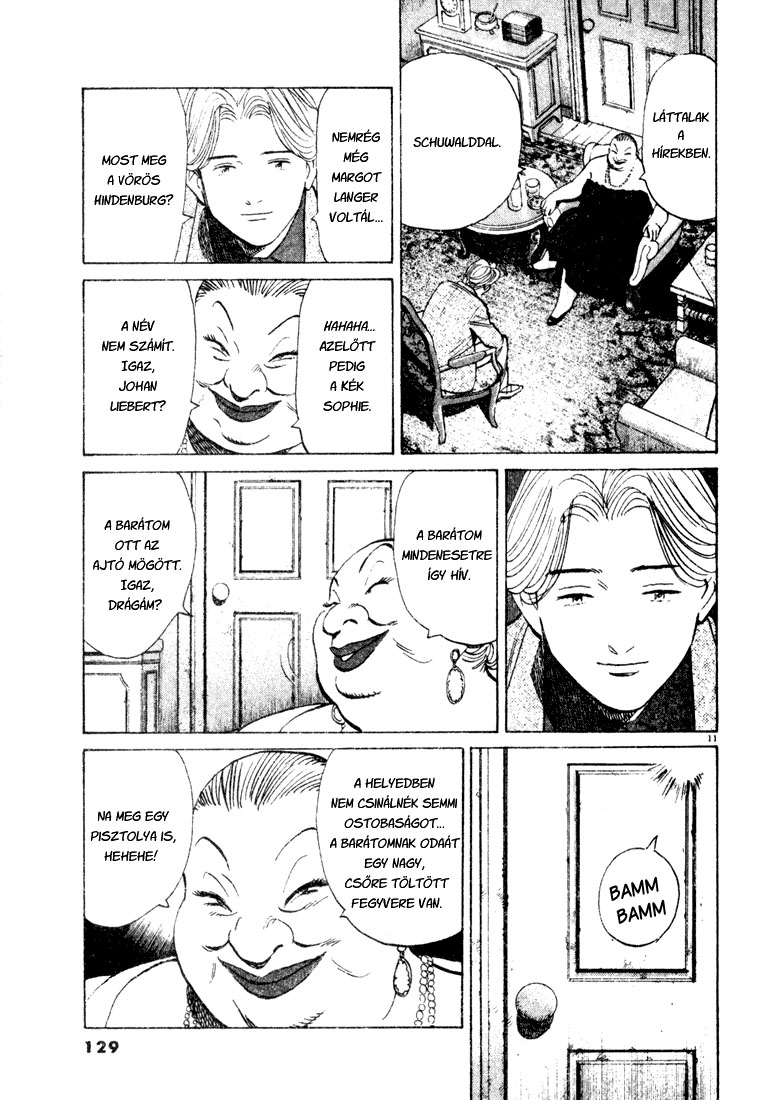 LÁTTALAK
A
HÍREKBEN.
SCHUWALDDAL.
NEMRÉG
MÉG
MARGOT
LANGER
VOLTÁL...
MOST MEG
A VÖRÖS
HINDENBURG?
HAHAHA...
AZELŐTT
PEDIG
A KÉK
SOPHIE.
A NÉV
NEM SZÁMÍT.
IGAZ,
JOHAN
LIEBERT?
A BARÁTOM
MINDENESETRE
ÍGY HÍV.
A BARÁTOM
OTT AZ
AJTÓ MÖGÖTT.
IGAZ,
DRÁGÁM?
11
BAMM
BAMM
A HELYEDBEN
NEM CSINÁLNÉK SEMMI
OSTOBASÁGOT...
A BARÁTOMNAK ODAÁT
EGY NAGY,
CSŐRE TÖLTÖTT
FEGYVERE VAN.
NA MEG EGY
PISZTOLYA IS,
HEHEHE!
129